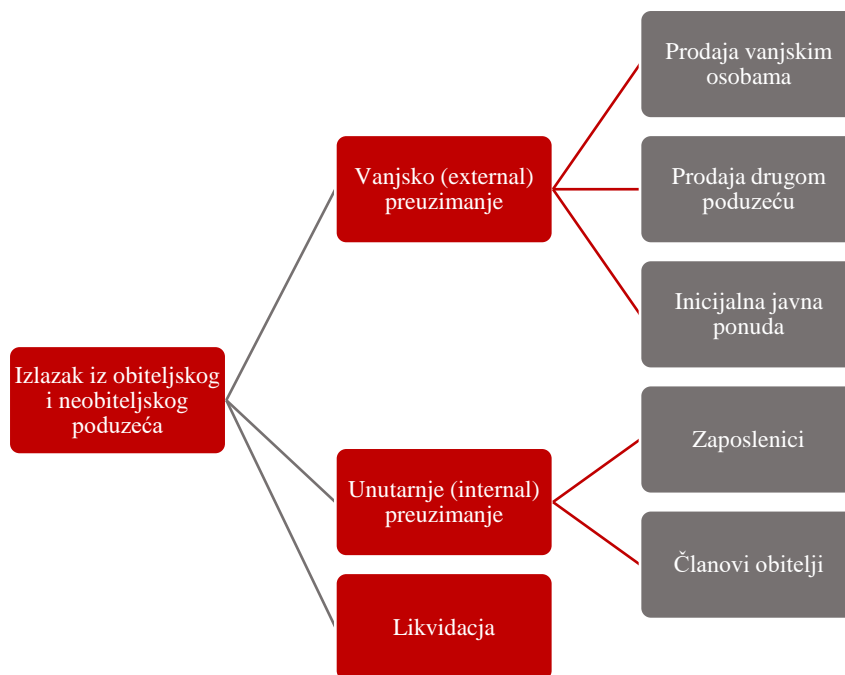 Izlazak iz obiteljskog
i neobiteljskog
poduzeća
Vanjsko (external)
preuzimanje
Prodaja vanjskim
osobama
Prodaja drugom
poduzeću
Inicijalna javna
ponuda
Unutarnje (internal)
preuzimanje
Zaposlenici
Članovi obitelji
Likvidacja